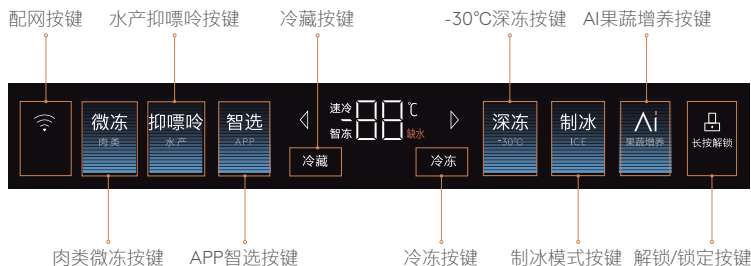 配网按键 水产抑嘌呤按键 冷藏按键 -30℃深冻按键 AI果蔬增养按键
微冻 抑嘌呤 智选 速冷 88 ℃ 深冻 制冰 Ai
肉类 水产 APP 智冻 缺水 -30℃ ICE 果蔬增养 长按解锁
冷藏 冷冻
肉类微冻按键 APP智选按键 冷冻按键 制冰模式按键 解锁/锁定按键